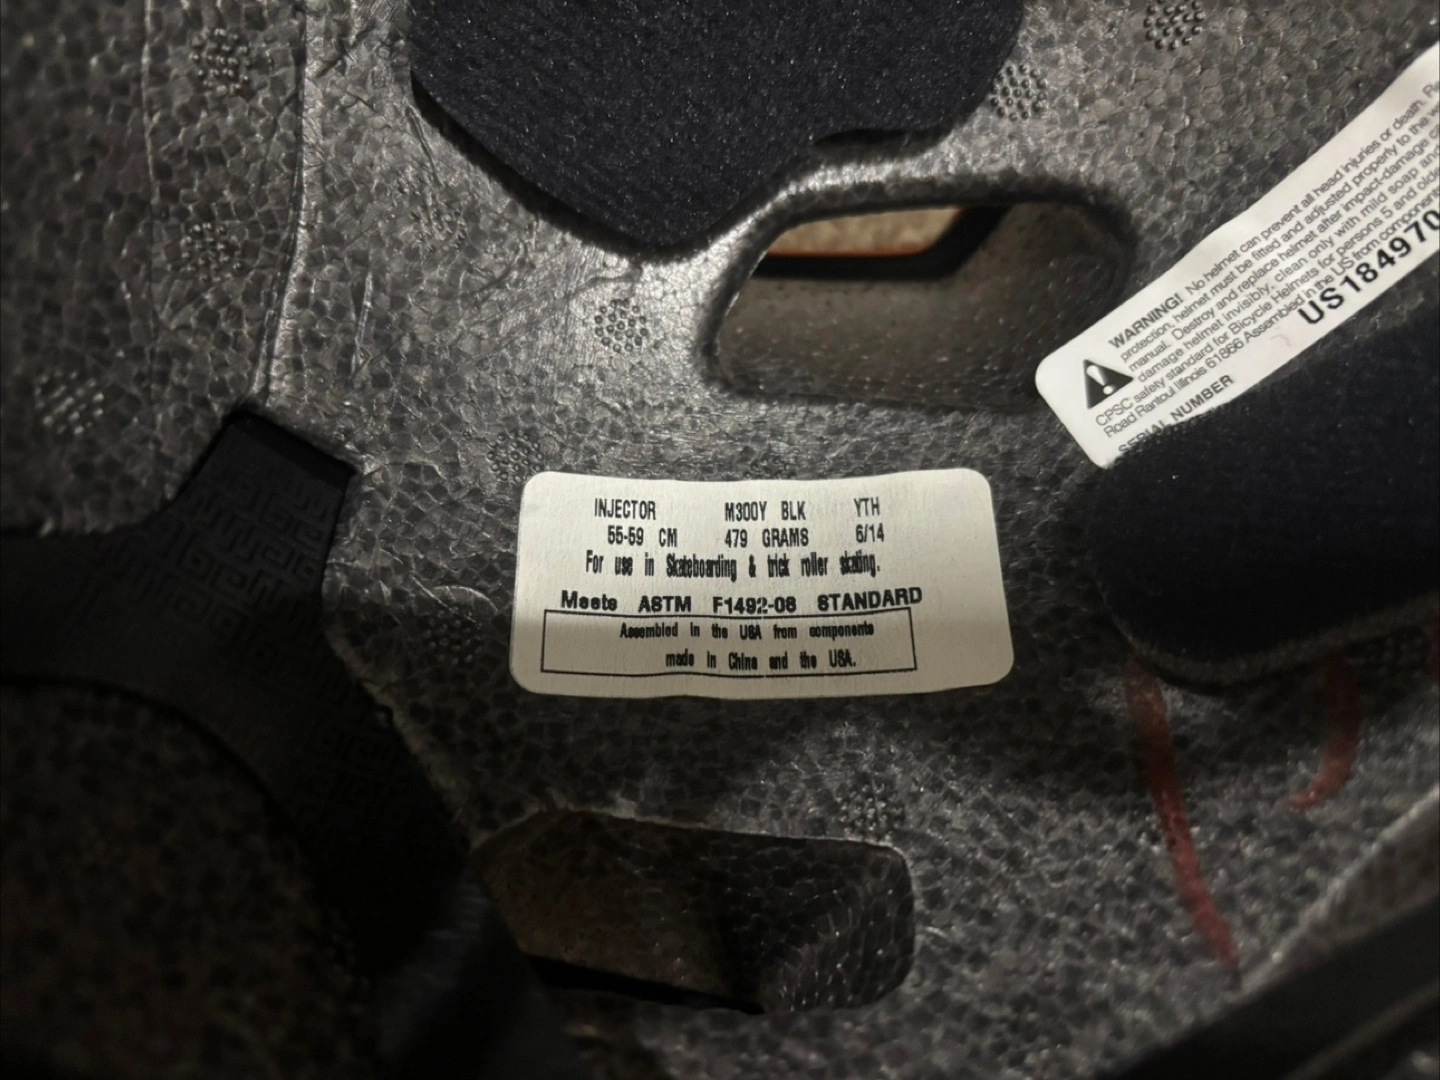 INJECTOR M300Y BLK YTH
55-59 CM 479 GRAMS 6/14
For use in Skateboarding & trick roller skating.
Meets ASTM F1492-08 STANDARD
Assembled in the USA from components
made in China and the USA.
WARNING! No helmet can prevent all head injuries or death.
protection, helmet must be fitted and adjusted properly to the
manual. Destroy and replace helmet after impact-damage
damage helmet invisibly, clean only with mild soap and
CPSC safety standard for Bicycle Helmets for persons 5 and
Road Rantoul Illinois 61866 Assembled in the US from
SERIAL NUMBER US184970